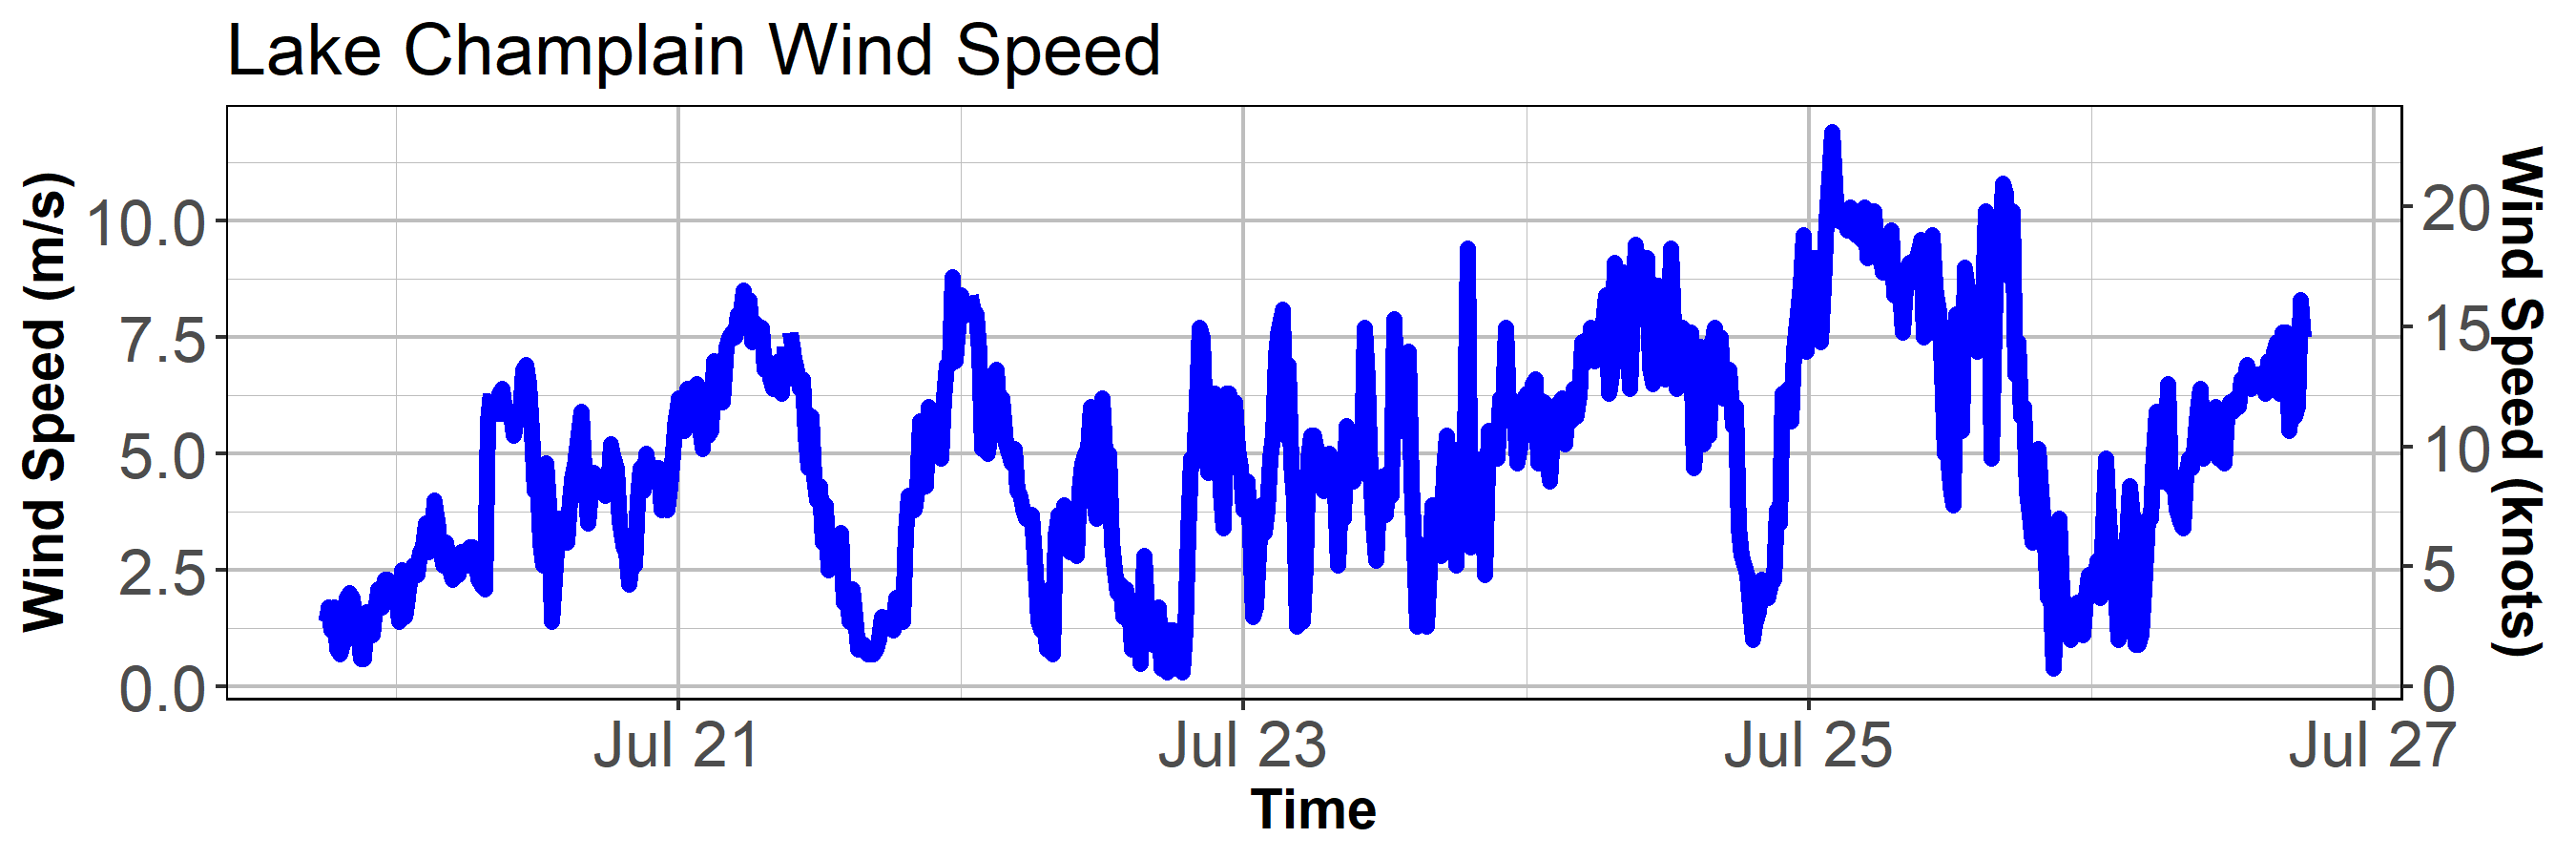 Lake Champlain Wind Speed
Wind Speed (m/s)
10.0
7.5
5.0
2.5
0.0
20
15
10
5
0
Wind Speed (knots)
Jul 21
Jul 23
Jul 25
Jul 27
Time